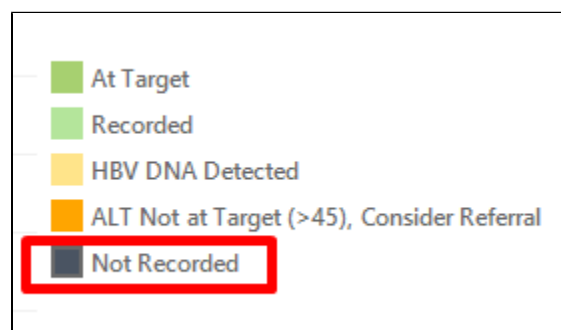 At Target
Recorded
HBV DNA Detected
ALT Not at Target (>45), Consider Referral
Not Recorded